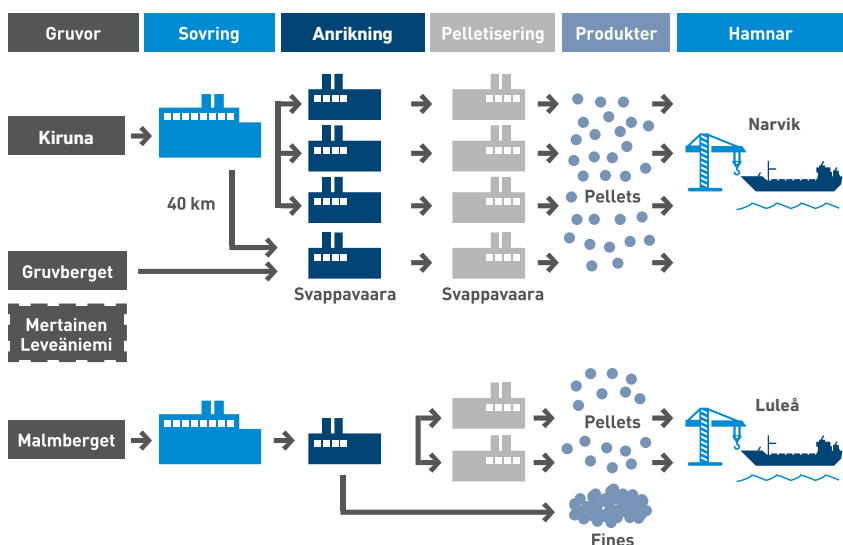 Gruvor
Sovring
Anrikning
Pelletisering
Produkter
Hamnar
Kiruna
Narvik
40 km
Pellets
Gruvberget
Svappavaara
Svappavaara
Mertainen
Leveäniemi
Malmberget
Pellets
Luleå
Fines